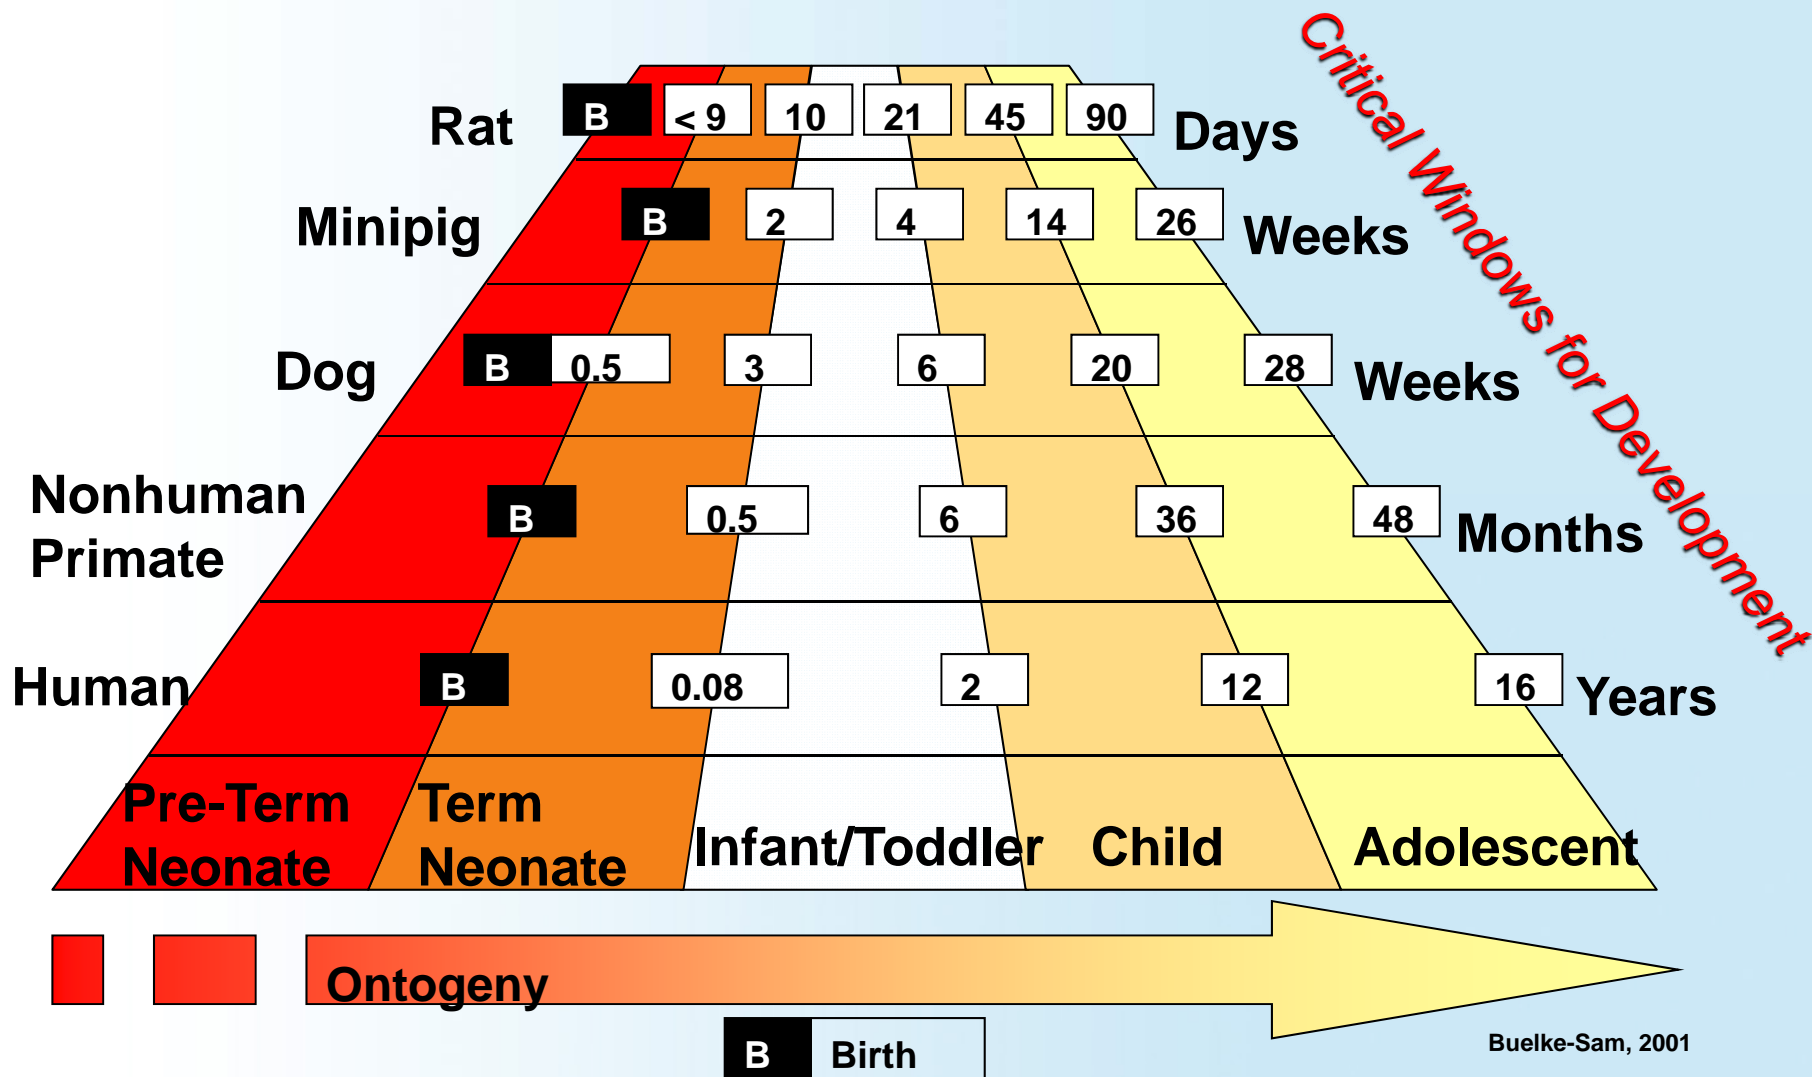 Critical Windows for Development
Rat B < 9 10 21 45 90 Days
Minipig B 2 4 14 26 Weeks
Dog B 0.5 3 6 20 28 Weeks
Nonhuman
Primate B 0.5 6 36 48 Months
Human B 0.08 2 12 16 Years
Pre-Term
Neonate
Term
Neonate
Infant/Toddler
Child
Adolescent
Ontogeny
B Birth
Buelke-Sam, 2001